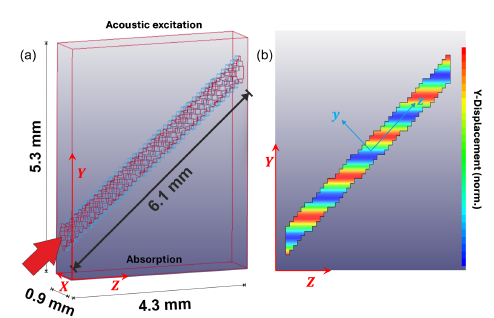 Acoustic excitation
(a)
5.3 mm
Y
6.1 mm
Absorption
X
Z
0.9 mm
4.3 mm
(b)
y
z
Y
Z
Y-Displacement (norm.)